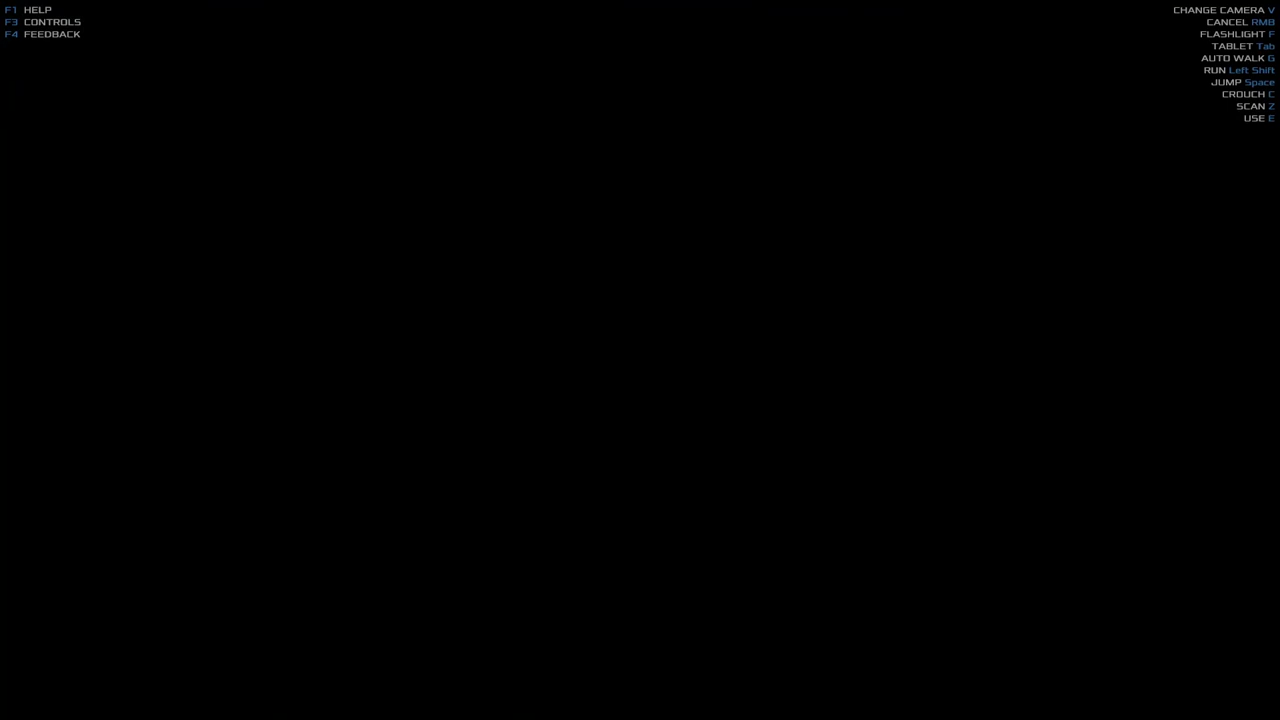 F1 HELP
F3 CONTROLS
F4 FEEDBACK
CHANGE CAMERA V
CANCEL RMB
FLASHLIGHT F
TABLET Tab
AUTO WALK G
RUN Left Shift
JUMP Space
CROUCH C
SCAN Z
USE E